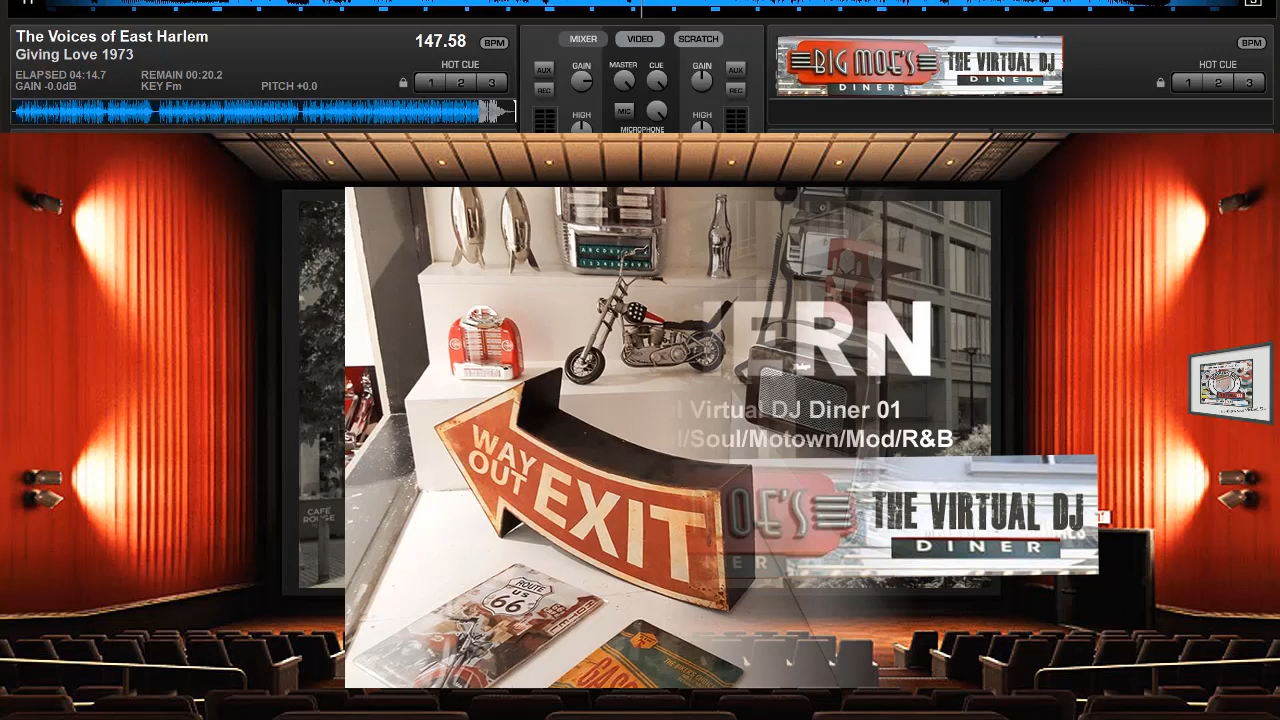 The Voices of East Harlem
Giving Love 1973
147.58 BPM
ELAPSED 04:14.7 REMAIN 00:20.2
GAIN -0.0dB KEY Fm PITCH +0.0
HOT CUE
1 2 3
MIXER VIDEO SCRATCH
GAIN MASTER CUE GAIN
AUX AUX
REC REC
MIC
HIGH HIGH
MICROPHONE
BIG MOE'S
DINER
THE VIRTUAL DJ
DINER
BPM
HOT CUE
1 2 3
ERN
Virtual DJ Diner 01
/Soul/Motown/Mod/R&B
WAY
OUT
EXIT
CAFÉ
ROUGE
OE'S
NER
THE VIRTUAL DJ
DINER
ROUTE
US
66
GASO